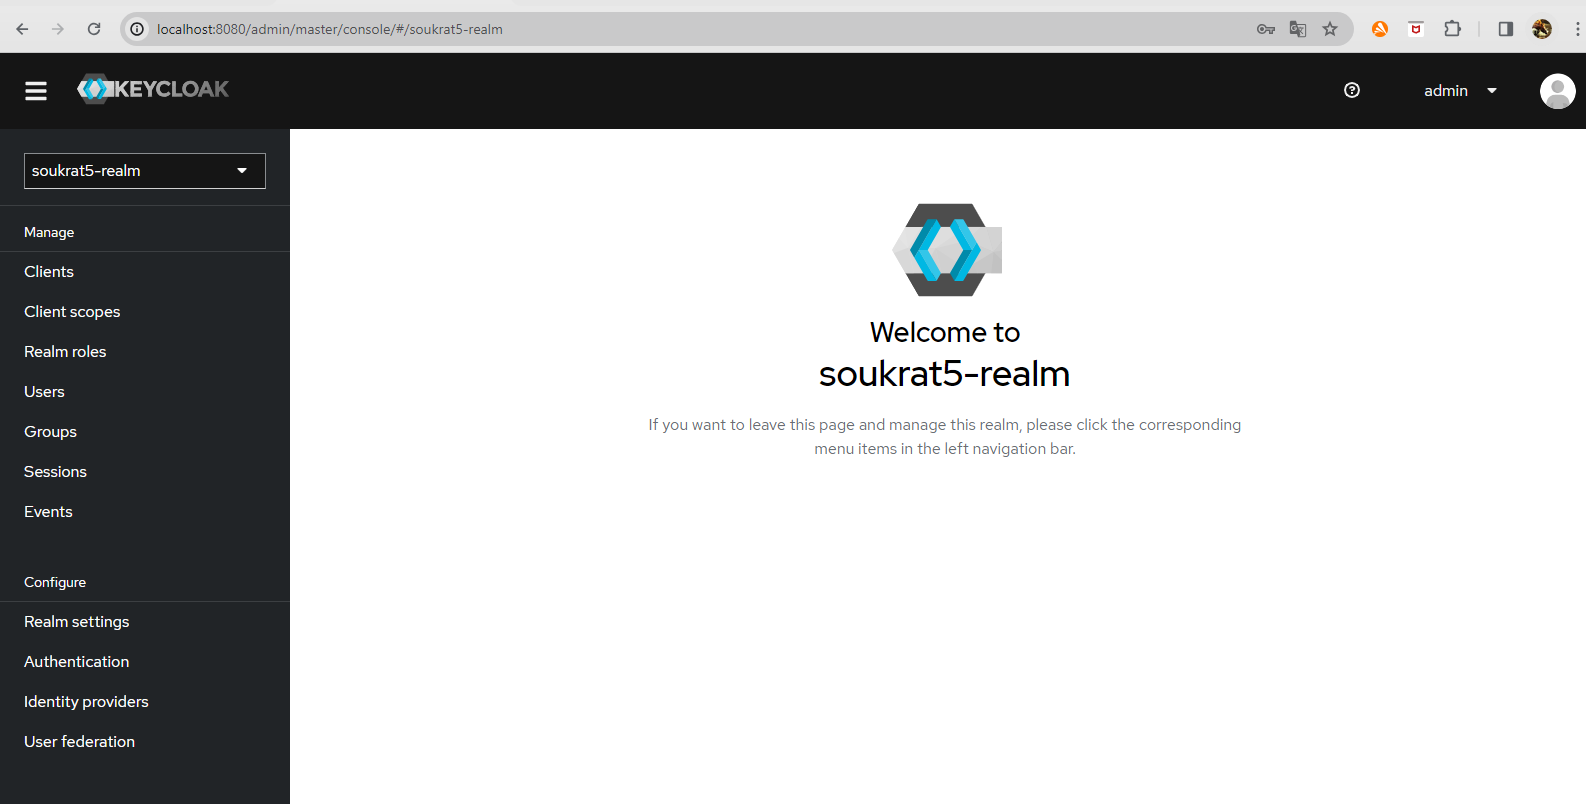 localhost:8080/admin/master/console/#/soukrat5-realm
KEYCLOAK
admin
soukrat5-realm
Manage
Clients
Client scopes
Realm roles
Users
Groups
Sessions
Events
Configure
Realm settings
Authentication
Identity providers
User federation
Welcome to
soukrat5-realm
If you want to leave this page and manage this realm, please click the corresponding
menu items in the left navigation bar.